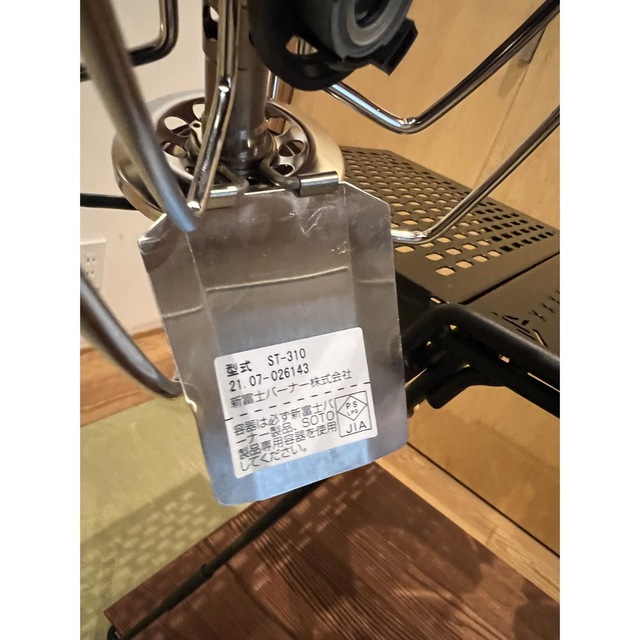 型式 ST-310
21.07-026143
新富士バーナー株式会社
容器は必ず新富士バ
ーナー製品、SOTO
製品専用容器を使用
してください。
PS
LPG
JIA